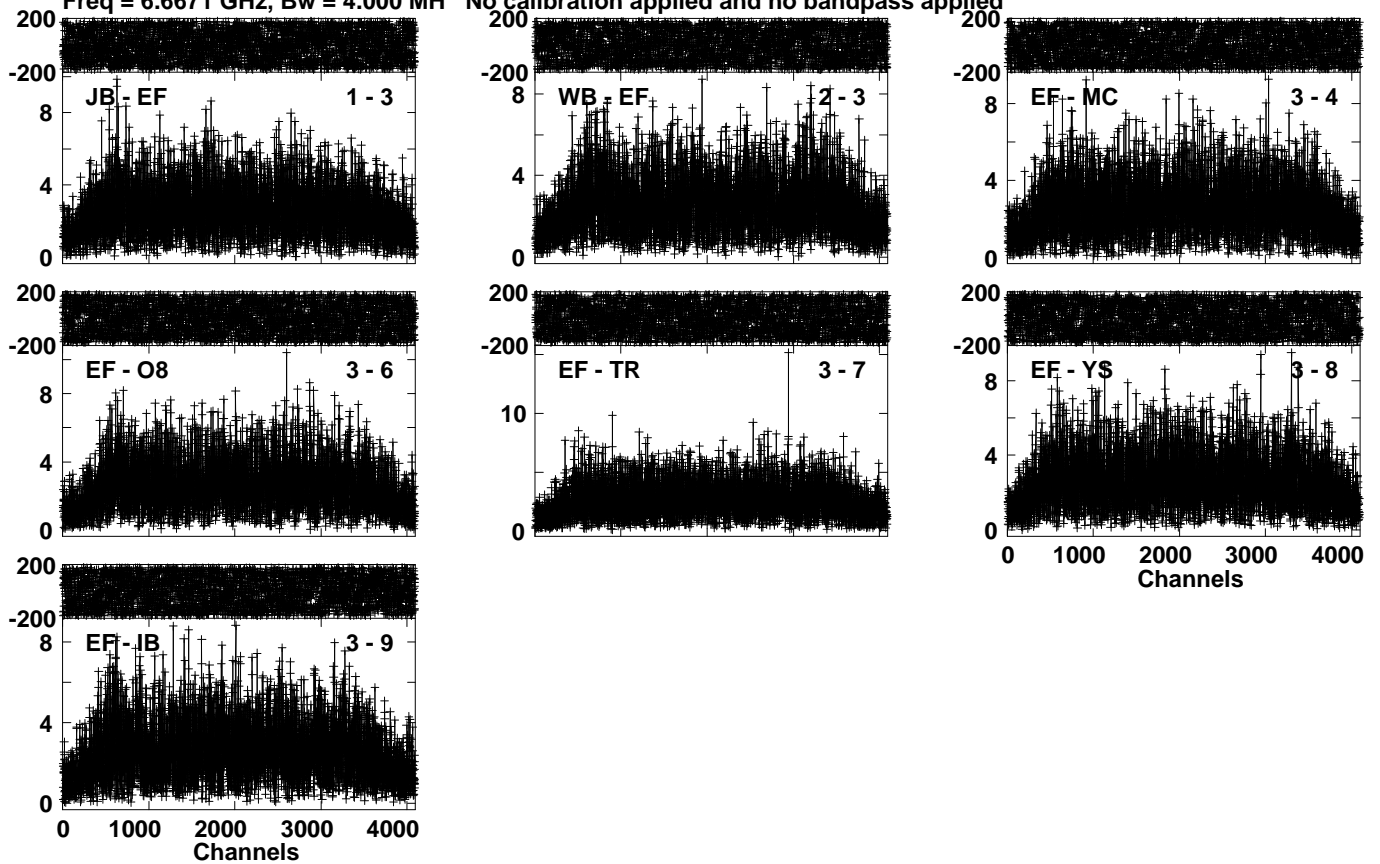 Freq = 6.6671 GHz, Bw = 4.000 MH No calibration applied and no bandpass applied
200 200 200
-200 -200 -200
JB - EF 1 - 3 WB - EF 2 - 3 EF - MC 3 - 4
8 8 8
4 4 4
0 0 0
200 200 200
-200 -200 -200
EF - O8 3 - 6 EF - TR 3 - 7 EF - YS 3 - 8
8 10 8
4 4
0 0 0
0 1000 2000 3000 4000
Channels
200
-200
EF - IB 3 - 9
8
4
0
0 1000 2000 3000 4000
Channels